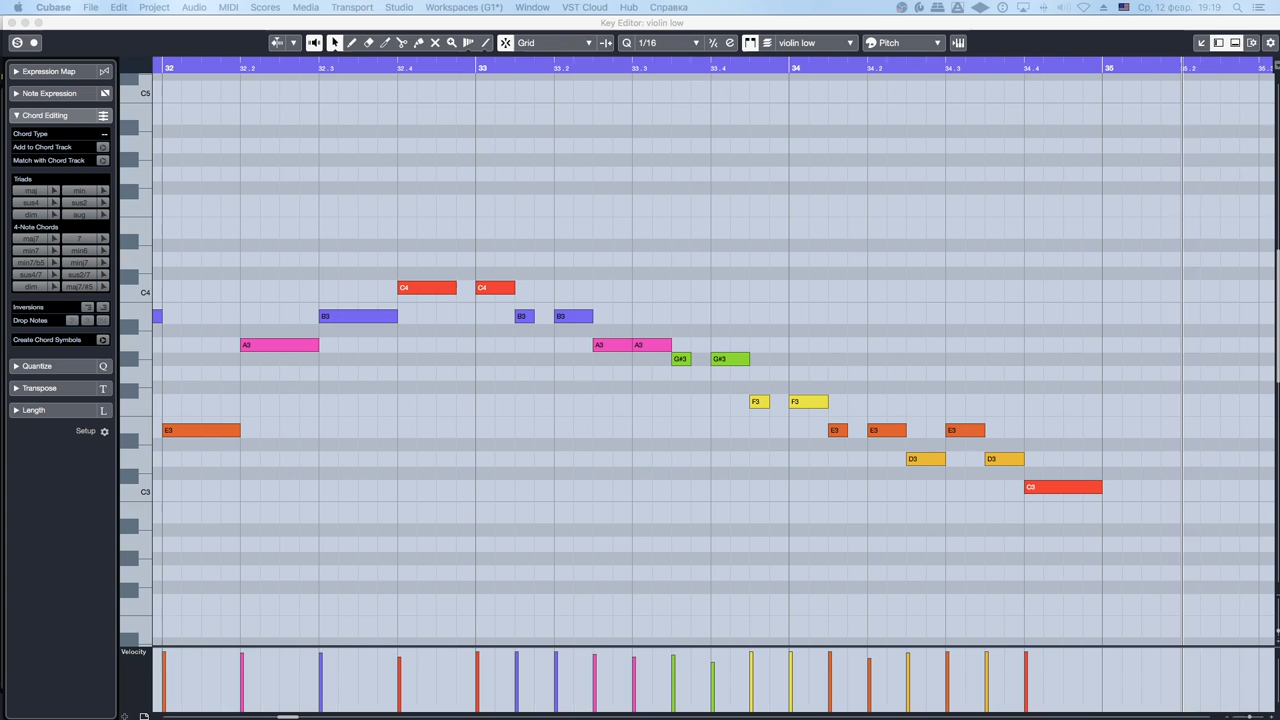 Cubase File Edit Project Audio MIDI Scores Media Transport Studio Workspaces (G1*) Window VST Cloud Hub Справка Ср, 12 февр. 19:19
Key Editor: violin low
S Grid Q 1/16 violin low Pitch
Expression Map
Note Expression
Chord Editing
Chord Type --
Add to Chord Track
Match with Chord Track
Triads
maj min
sus4 sus2
dim aug
4-Note Chords
maj7 7
min7 min6
min7/b5 minj7
sus4/7 sus2/7
dim maj7/#5
Inversions
Drop Notes
Create Chord Symbols
Quantize Q
Transpose T
Length L
Setup
32 32.2 32.3 32.4 33 33.2 33.3 33.4 34 34.2 34.3 34.4 35 35.2
C5
C4 C4
C4
B3 B3 B3
A3 A3 A3
G#3 G#3
F3 F3
E3 E3 E3 E3
D3 D3
C3
C3
Velocity